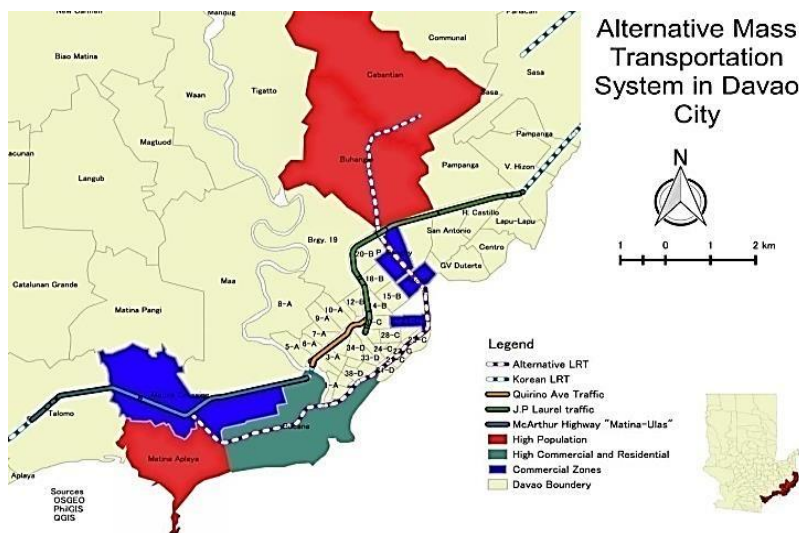 Alternative Mass
Transportation
System in Davao
City
N
1 0 1 2 km
Legend
Alternative LRT
Korean LRT
Quirino Ave Traffic
J.P Laurel traffic
McArthur Highway "Matina-Ulas"
High Population
High Commercial and Residential
Commercial Zones
Davao Boundary
Communal
Biao Matina
Cabantian
Sasa
Tigatto
Waan
Sasa
Pampanga
Magtuod
Buhangin
Pampanga
V. Hizon
Langub
H. Castillo
Lapu-Lapu
San Antonio
Brgy. 19
Centro
20-B
GV Duterte
Maa
Catalunan Grande
15-B
12-B
Matina Pangi
10-A
8-A
9-A
7-A
28-C
5-A
6-A
34-D
24-C
3-A
33-D
38-D
Talomo
Matina Aplaya
Aplaya
Sources
OSGEO
PhilGIS
QGIS